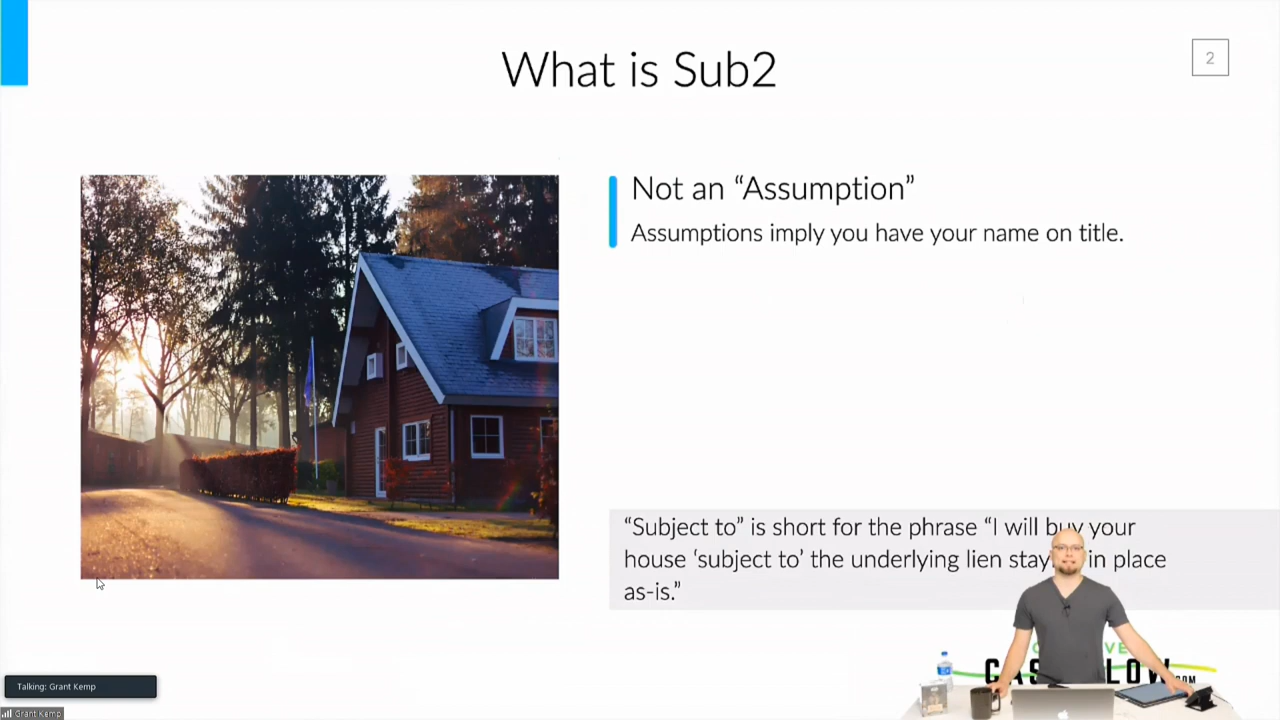 What is Sub2
2
Not an “Assumption”
Assumptions imply you have your name on title.
“Subject to” is short for the phrase “I will buy your
house ‘subject to’ the underlying lien in place
as-is.”
Talking: Grant Kemp
Grant Kemp